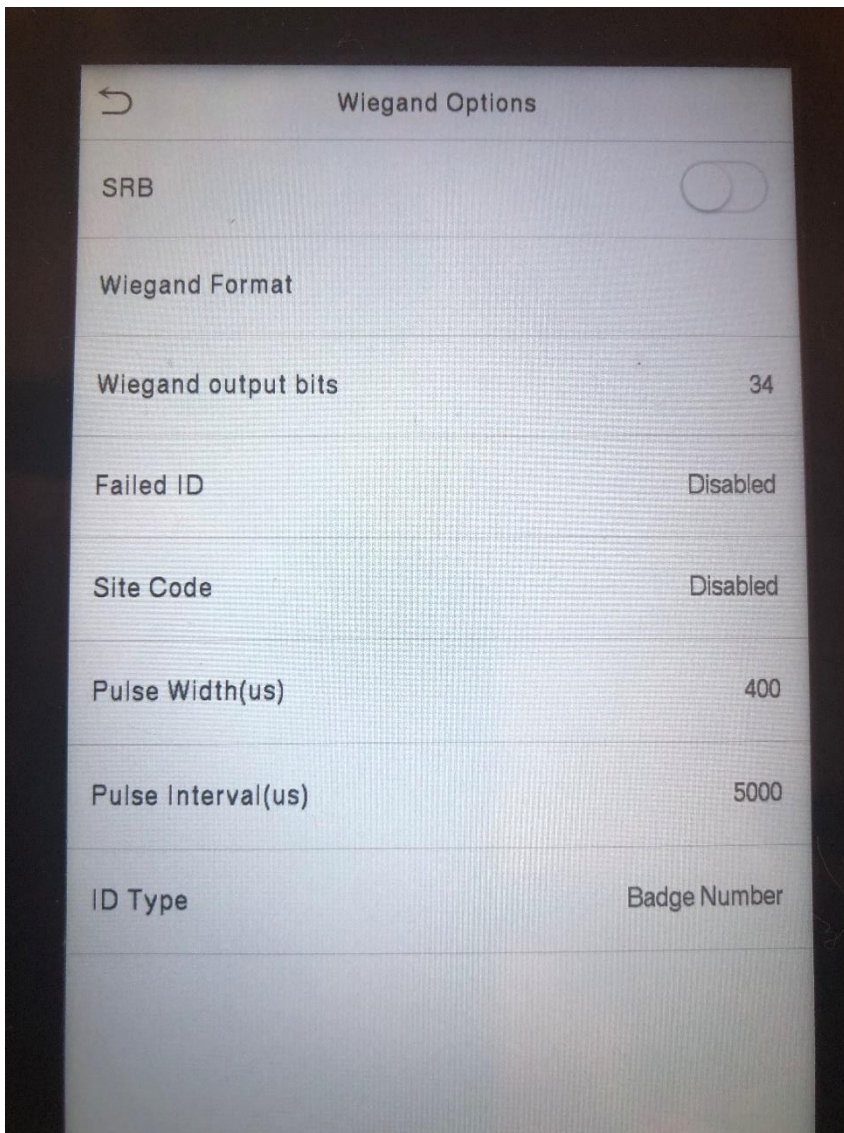 Wiegand Options
SRB
Wiegand Format
Wiegand output bits 34
Failed ID Disabled
Site Code Disabled
Pulse Width(us) 400
Pulse Interval(us) 5000
ID Type Badge Number